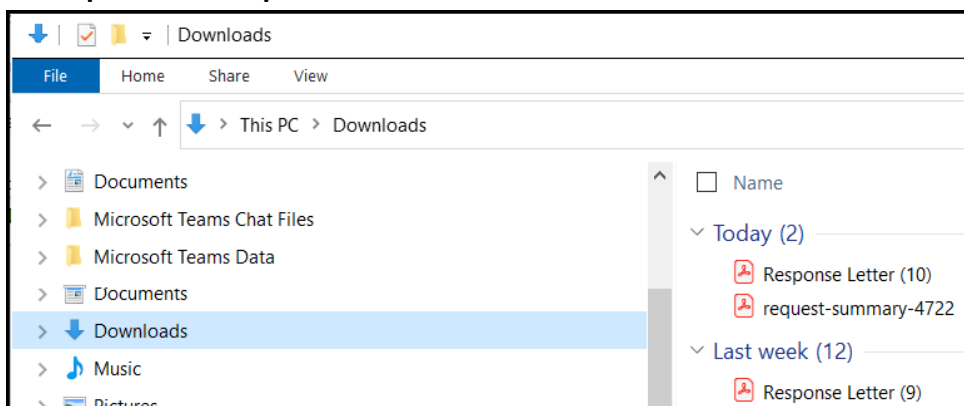 Downloads
File Home Share View
This PC > Downloads
Documents
Microsoft Teams Chat Files
Microsoft Teams Data
Documents
Downloads
Music
Pictures
Name
Today (2)
Response Letter (10)
request-summary-4722
Last week (12)
Response Letter (9)